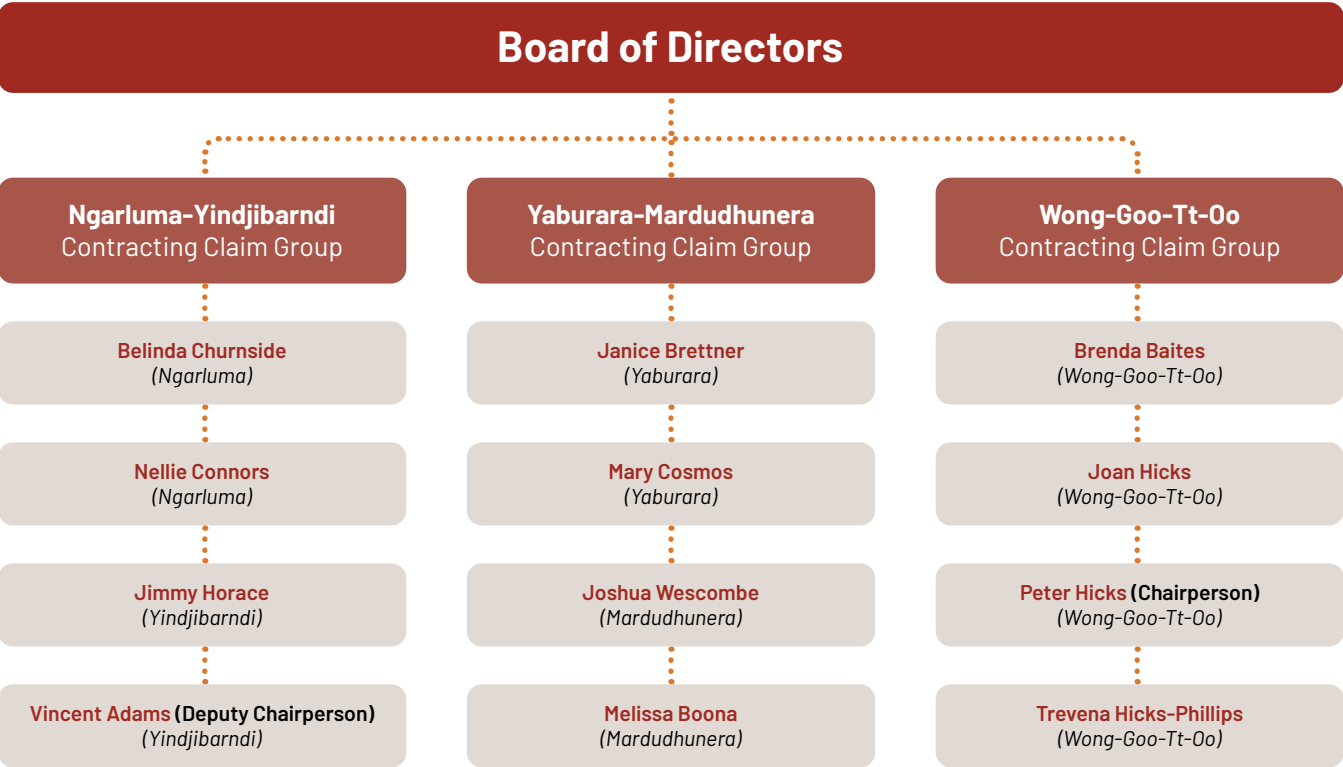 Board of Directors
Ngarluma-Yindjibarndi
Contracting Claim Group
Belinda Churnside
(Ngarluma)
Nellie Connors
(Ngarluma)
Jimmy Horace
(Yindjibarndi)
Vincent Adams (Deputy Chairperson)
(Yindjibarndi)
Yaburara-Mardudhunera
Contracting Claim Group
Janice Brettner
(Yaburara)
Mary Cosmos
(Yaburara)
Joshua Wescombe
(Mardudhunera)
Melissa Boona
(Mardudhunera)
Wong-Goo-Tt-Oo
Contracting Claim Group
Brenda Baites
(Wong-Goo-Tt-Oo)
Joan Hicks
(Wong-Goo-Tt-Oo)
Peter Hicks (Chairperson)
(Wong-Goo-Tt-Oo)
Trevena Hicks-Phillips
(Wong-Goo-Tt-Oo)